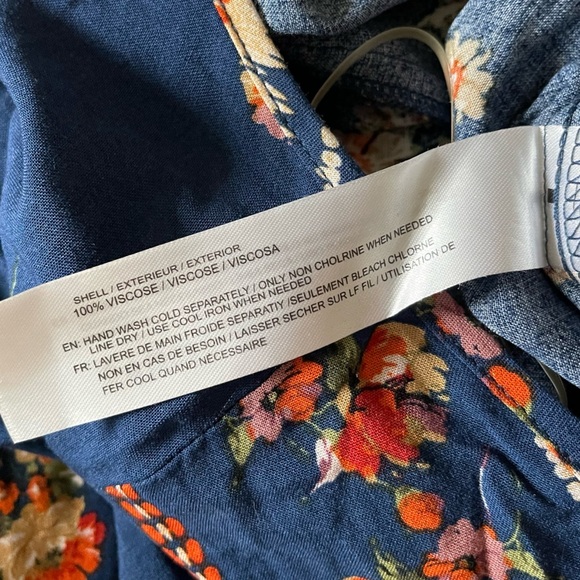 SHELL / EXTERIEUR / EXTERIOR
100% VISCOSE / VISCOSE / VISCOSA
EN: HAND WASH COLD SEPARATELY / ONLY NON CHOLRINE WHEN NEEDED
LINE DRY / USE COOL IRON WHEN NEEDED
FR: LAVERE DE MAIN FROIDE SEPARATIY /SEULEMENT BLEACH CHLORNE
NON EN CAS DE BESOIN / LAISSER SECHER SUR LF FIL / UTILISATION DE
FER COOL QUAND NÉCESSAIRE